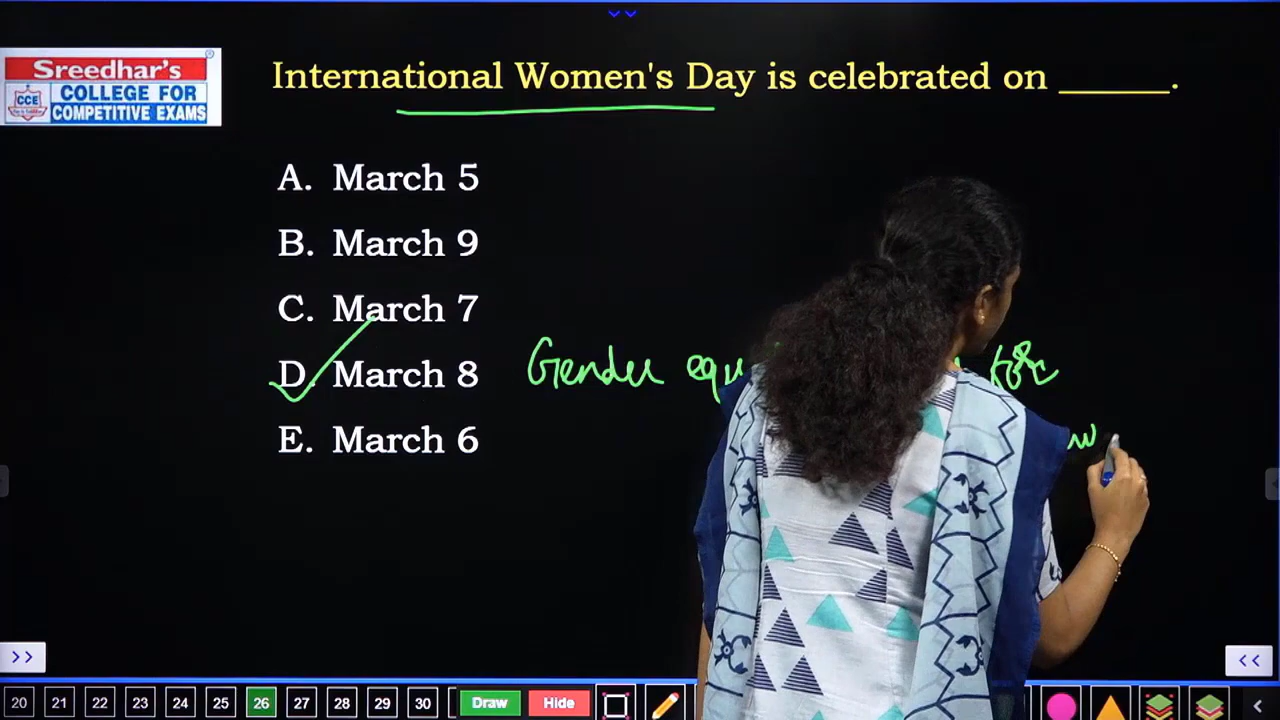 Sreedhar's
CCE
COLLEGE FOR
COMPETITIVE EXAMS
International Women's Day is celebrated on ______.
A. March 5
B. March 9
C. March 7
D. March 8
Gender equ
E. March 6
>>
<<
20 21 22 23 24 25 26 27 28 29 30 Draw Hide